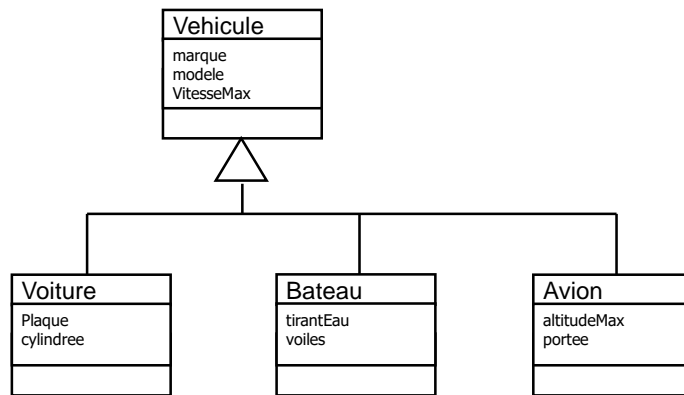 Vehicule
marque
modele
VitesseMax
Voiture
Plaque
cylindree
Bateau
tirantEau
voiles
Avion
altitudeMax
portee